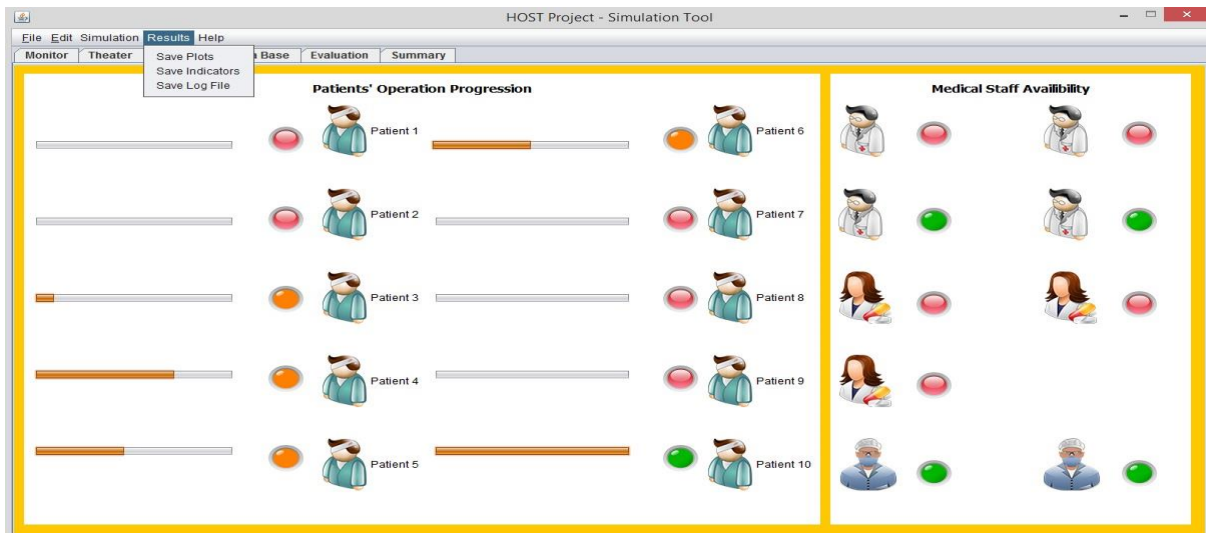 HOST Project - Simulation Tool
File Edit Simulation Results Help
Monitor Theater Base Evaluation Summary
Save Plots
Save Indicators
Save Log File
Patients' Operation Progression
Medical Staff Availibility
Patient 1
Patient 6
Patient 2
Patient 7
Patient 3
Patient 8
Patient 4
Patient 9
Patient 5
Patient 10